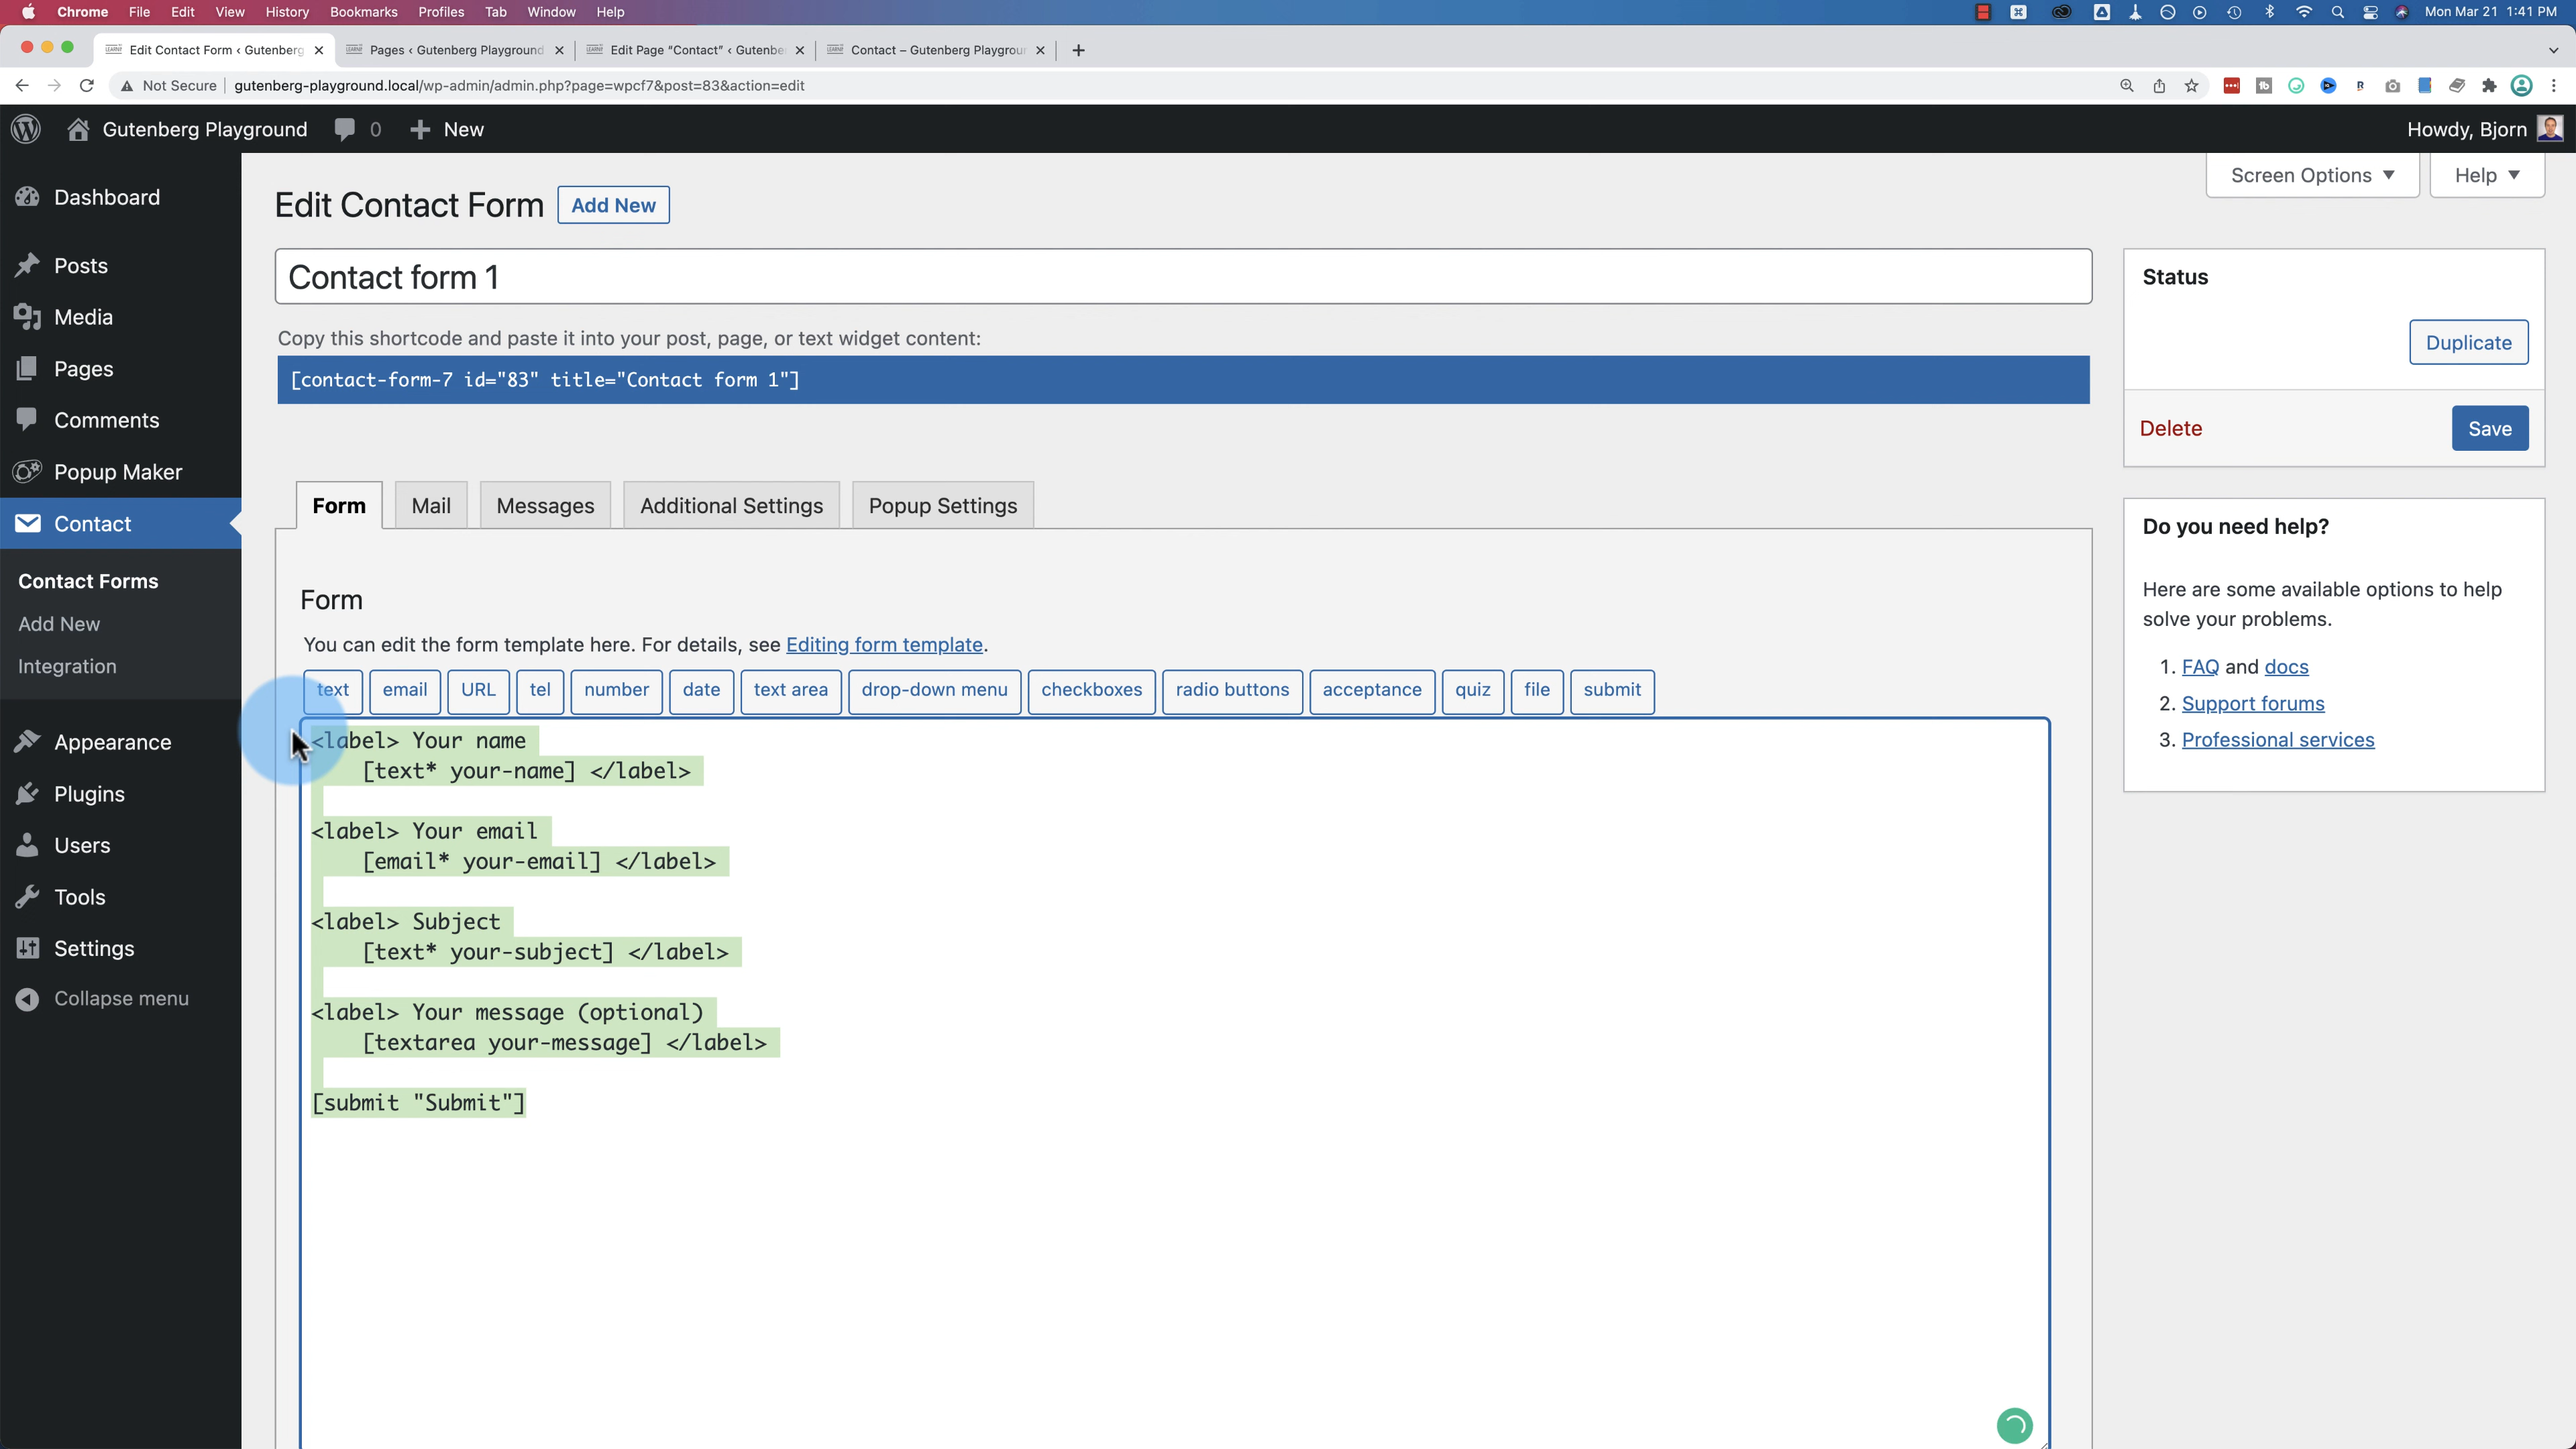 Chrome File Edit View History Bookmarks Profiles Tab Window Help Mon Mar 21 1:41 PM
Edit Contact Form ‹ Gutenberg Pages ‹ Gutenberg Playground Edit Page “Contact” ‹ Gutenbe Contact – Gutenberg Playgroun
Not Secure gutenberg-playground.local/wp-admin/admin.php?page=wpcf7&post=83&action=edit
Gutenberg Playground 0 New Howdy, Bjorn
Screen Options Help
Dashboard
Posts
Media
Pages
Comments
Popup Maker
Contact
Contact Forms
Add New
Integration
Appearance
Plugins
Users
Tools
Settings
Collapse menu
Edit Contact Form Add New
Contact form 1
Copy this shortcode and paste it into your post, page, or text widget content:
[contact-form-7 id="83" title="Contact form 1"]
Form Mail Messages Additional Settings Popup Settings
Form
You can edit the form template here. For details, see Editing form template.
text email URL tel number date text area drop-down menu checkboxes radio buttons acceptance quiz file submit
<label> Your name
[text* your-name] </label>
<label> Your email
[email* your-email] </label>
<label> Subject
[text* your-subject] </label>
<label> Your message (optional)
[textarea your-message] </label>
[submit "Submit"]
Status
Duplicate
Delete Save
Do you need help?
Here are some available options to help
solve your problems.
1. FAQ and docs
2. Support forums
3. Professional services